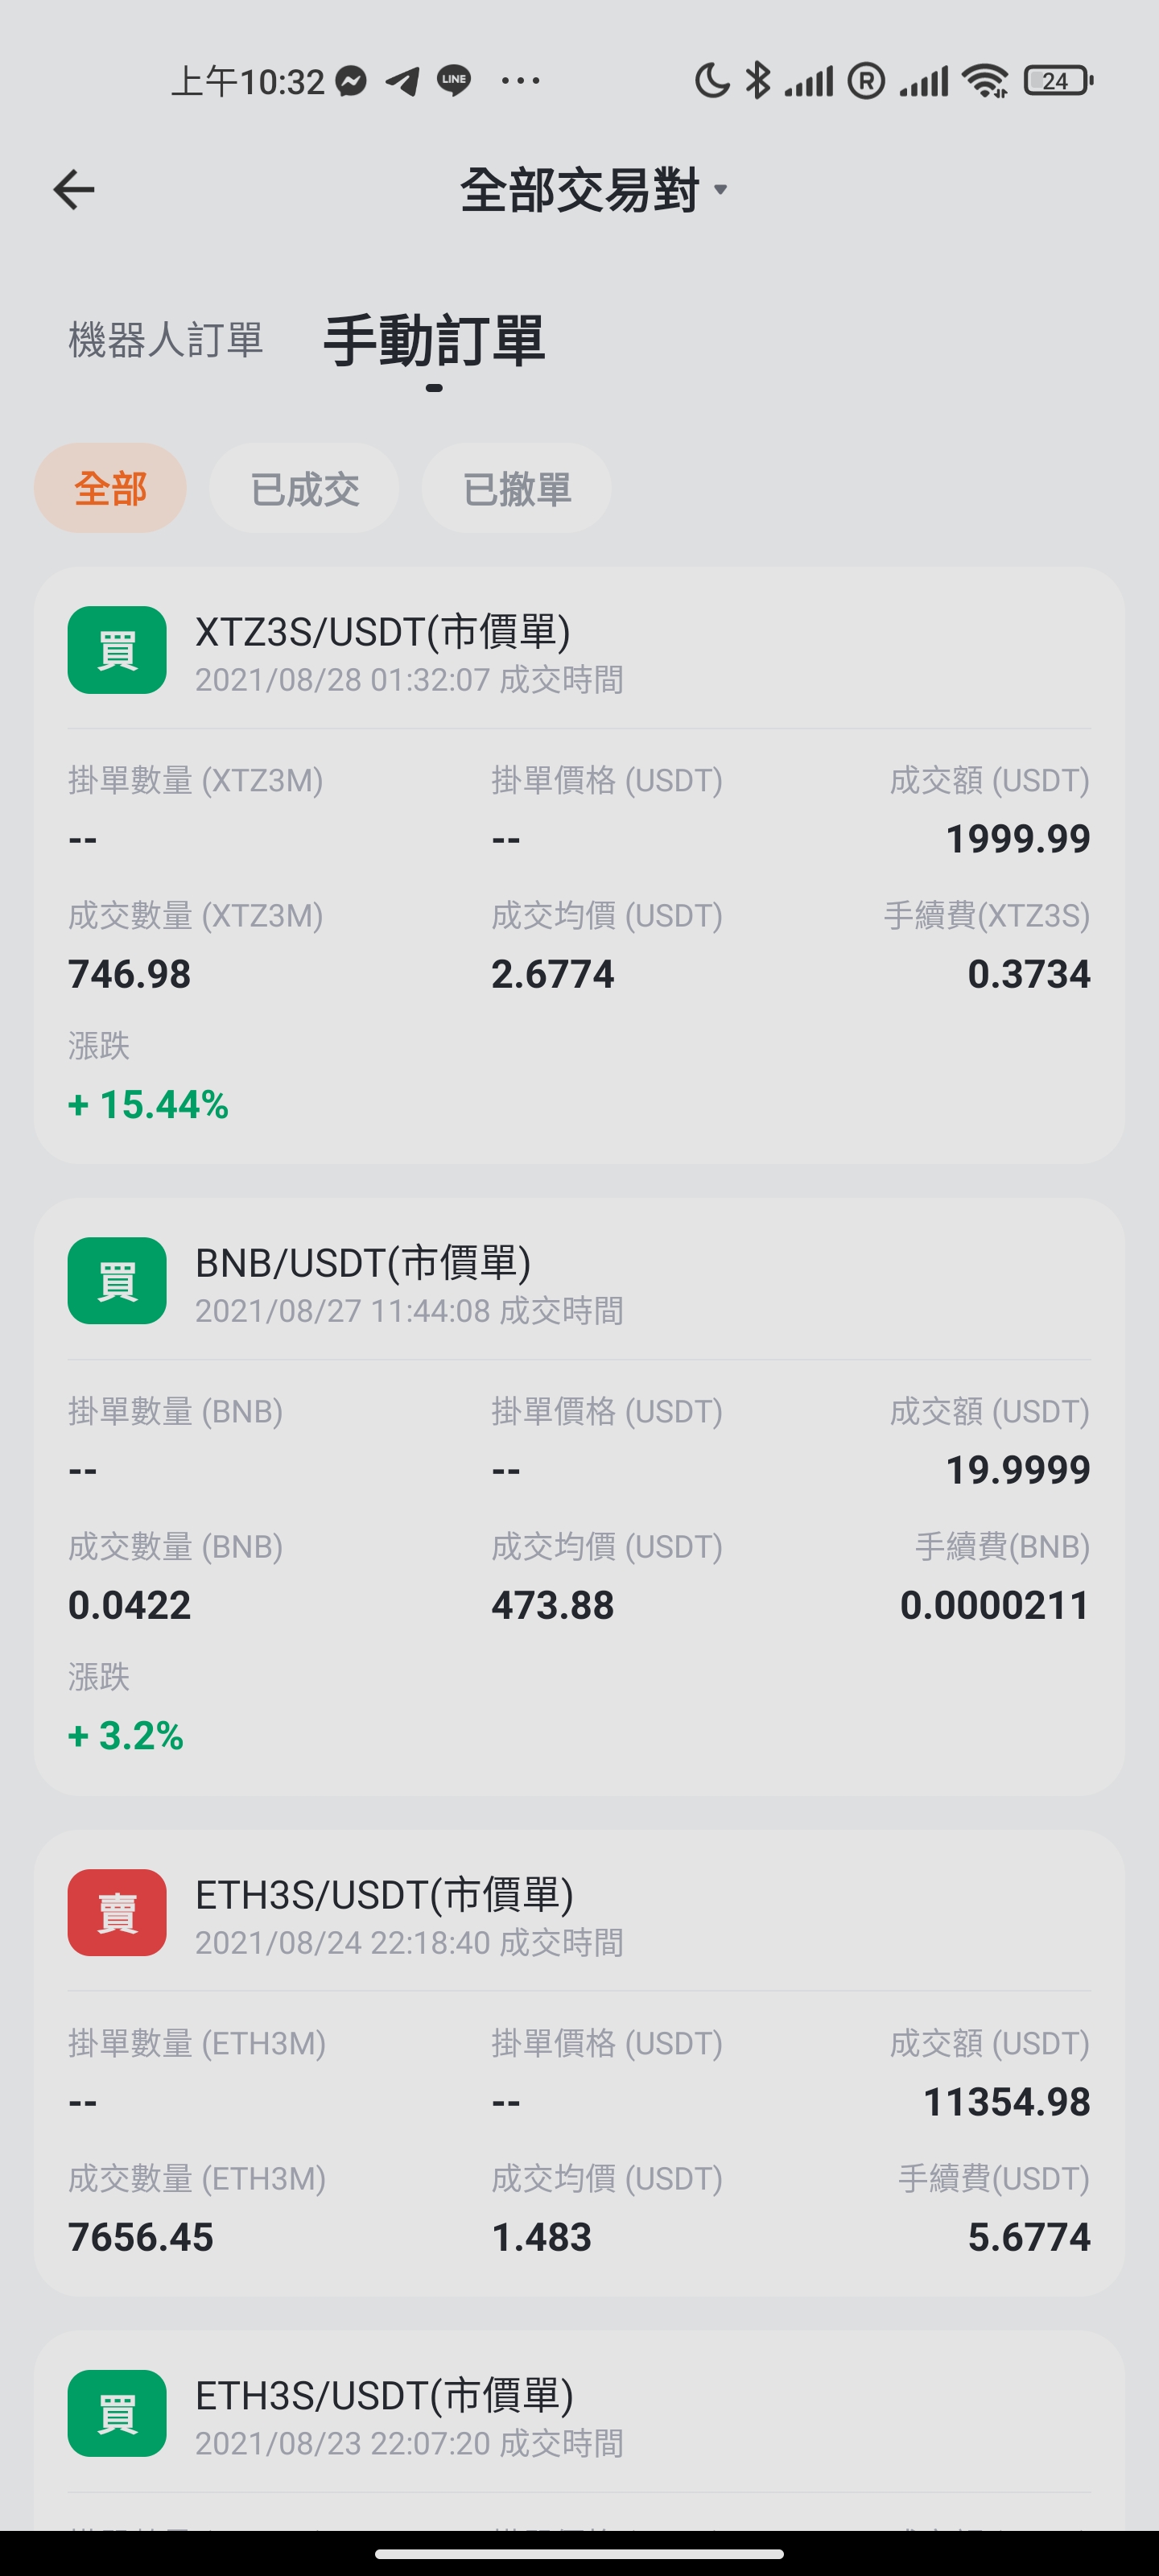 上午10:32 LINE ... R 24
全部交易對
機器人訂單 手動訂單
全部 已成交 已撤單
買 XTZ3S/USDT(市價單)
2021/08/28 01:32:07 成交時間
掛單數量 (XTZ3M) 掛單價格 (USDT) 成交額 (USDT)
-- -- 1999.99
成交數量 (XTZ3M) 成交均價 (USDT) 手續費(XTZ3S)
746.98 2.6774 0.3734
漲跌
+ 15.44%
買 BNB/USDT(市價單)
2021/08/27 11:44:08 成交時間
掛單數量 (BNB) 掛單價格 (USDT) 成交額 (USDT)
-- -- 19.9999
成交數量 (BNB) 成交均價 (USDT) 手續費(BNB)
0.0422 473.88 0.0000211
漲跌
+ 3.2%
賣 ETH3S/USDT(市價單)
2021/08/24 22:18:40 成交時間
掛單數量 (ETH3M) 掛單價格 (USDT) 成交額 (USDT)
-- -- 11354.98
成交數量 (ETH3M) 成交均價 (USDT) 手續費(USDT)
7656.45 1.483 5.6774
買 ETH3S/USDT(市價單)
2021/08/23 22:07:20 成交時間